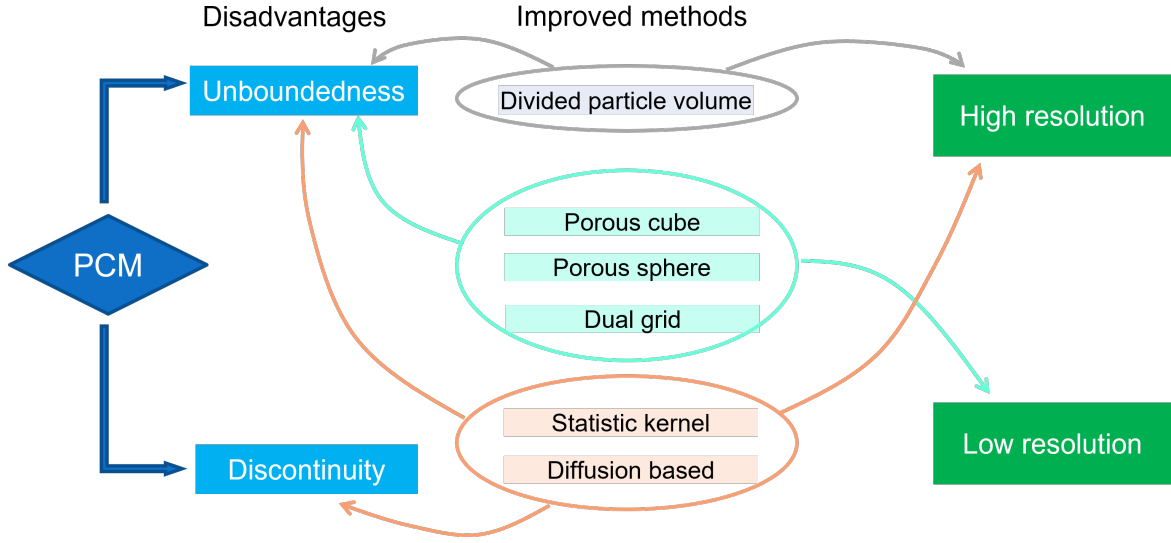 Disadvantages
Improved methods
Unboundedness
Divided particle volume
High resolution
Porous cube
PCM
Porous sphere
Dual grid
Statistic kernel
Low resolution
Discontinuity
Diffusion based